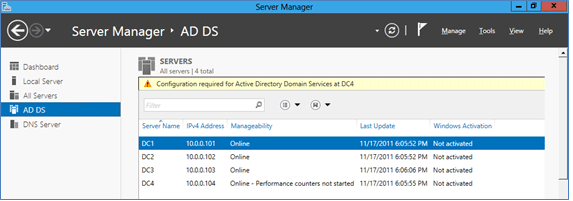 Server Manager
Server Manager ▸ AD DS
Manage Tools View Help
Dashboard
Local Server
All Servers
AD DS
DNS Server
SERVERS
All servers | 4 total
Configuration required for Active Directory Domain Services at DC4
Filter
Server Name IPv4 Address Manageability Last Update Windows Activation
DC1 10.0.0.101 Online 11/17/2011 6:05:52 PM Not activated
DC2 10.0.0.102 Online 11/17/2011 6:05:52 PM Not activated
DC3 10.0.0.103 Online 11/17/2011 6:06:06 PM Not activated
DC4 10.0.0.104 Online - Performance counters not started 11/17/2011 6:05:55 PM Not activated